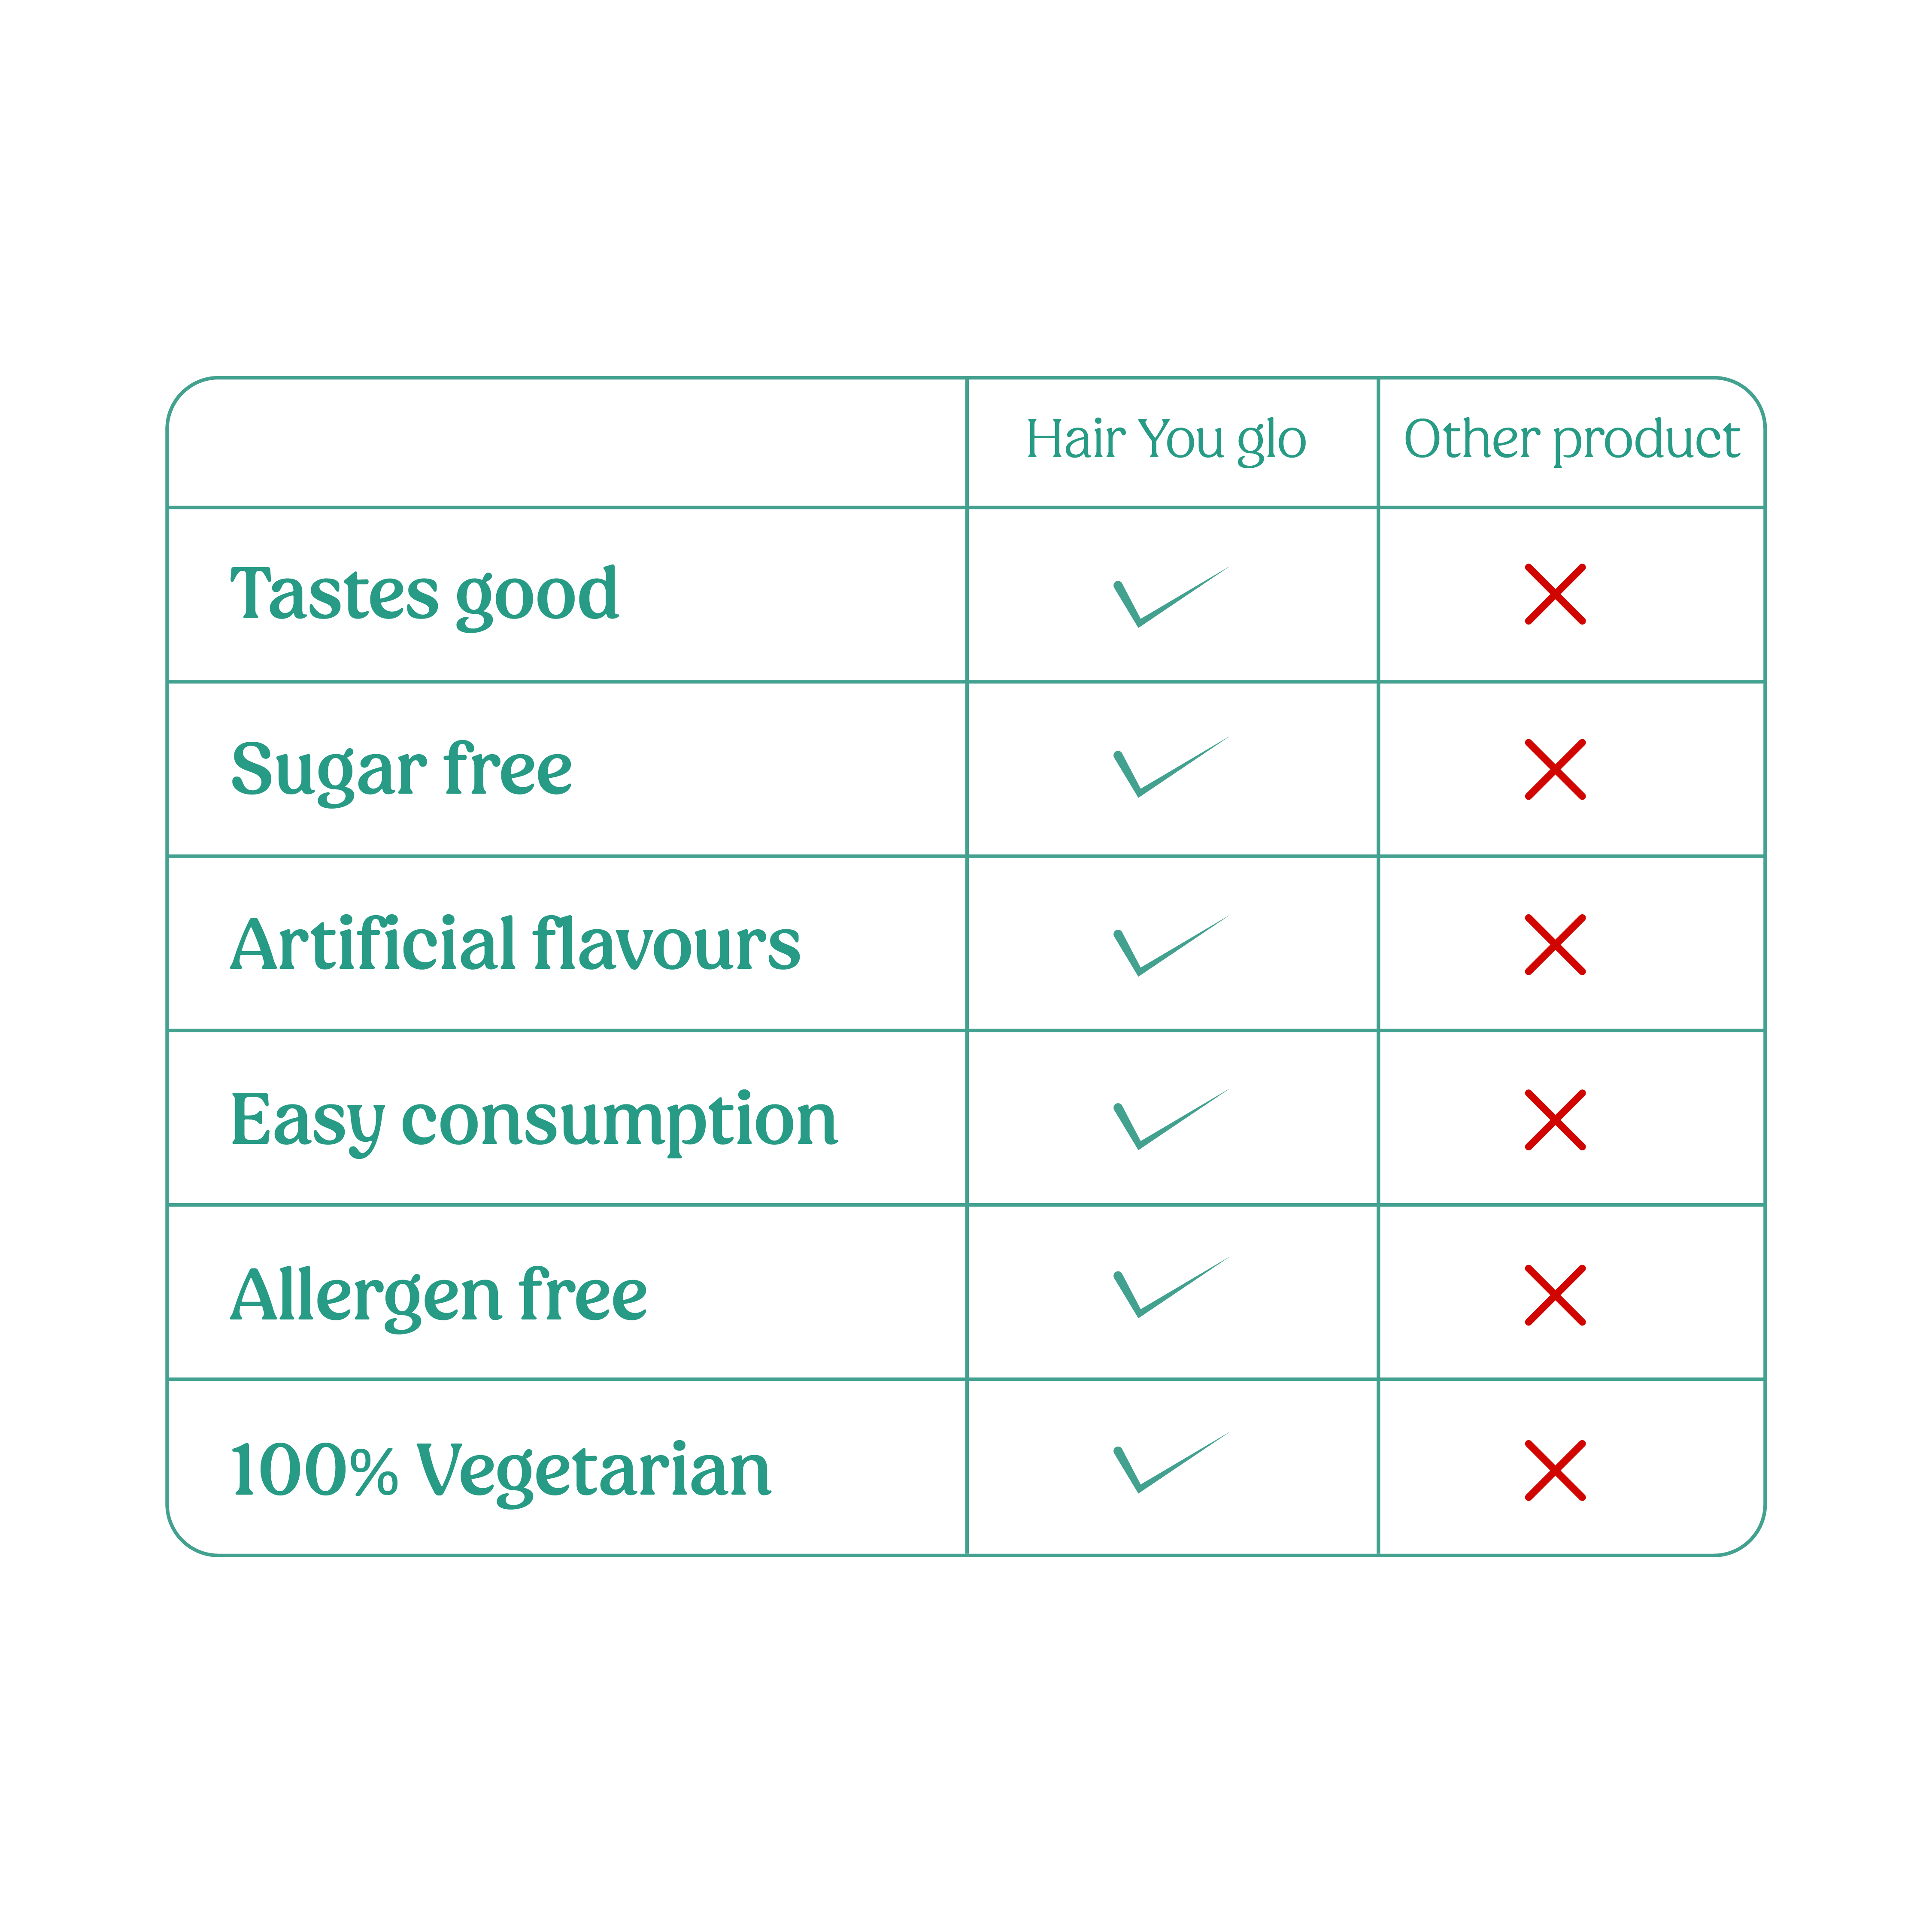 Hair You glo Other product
Tastes good
Sugar free
Artificial flavours
Easy consumption
Allergen free
100% Vegetarian